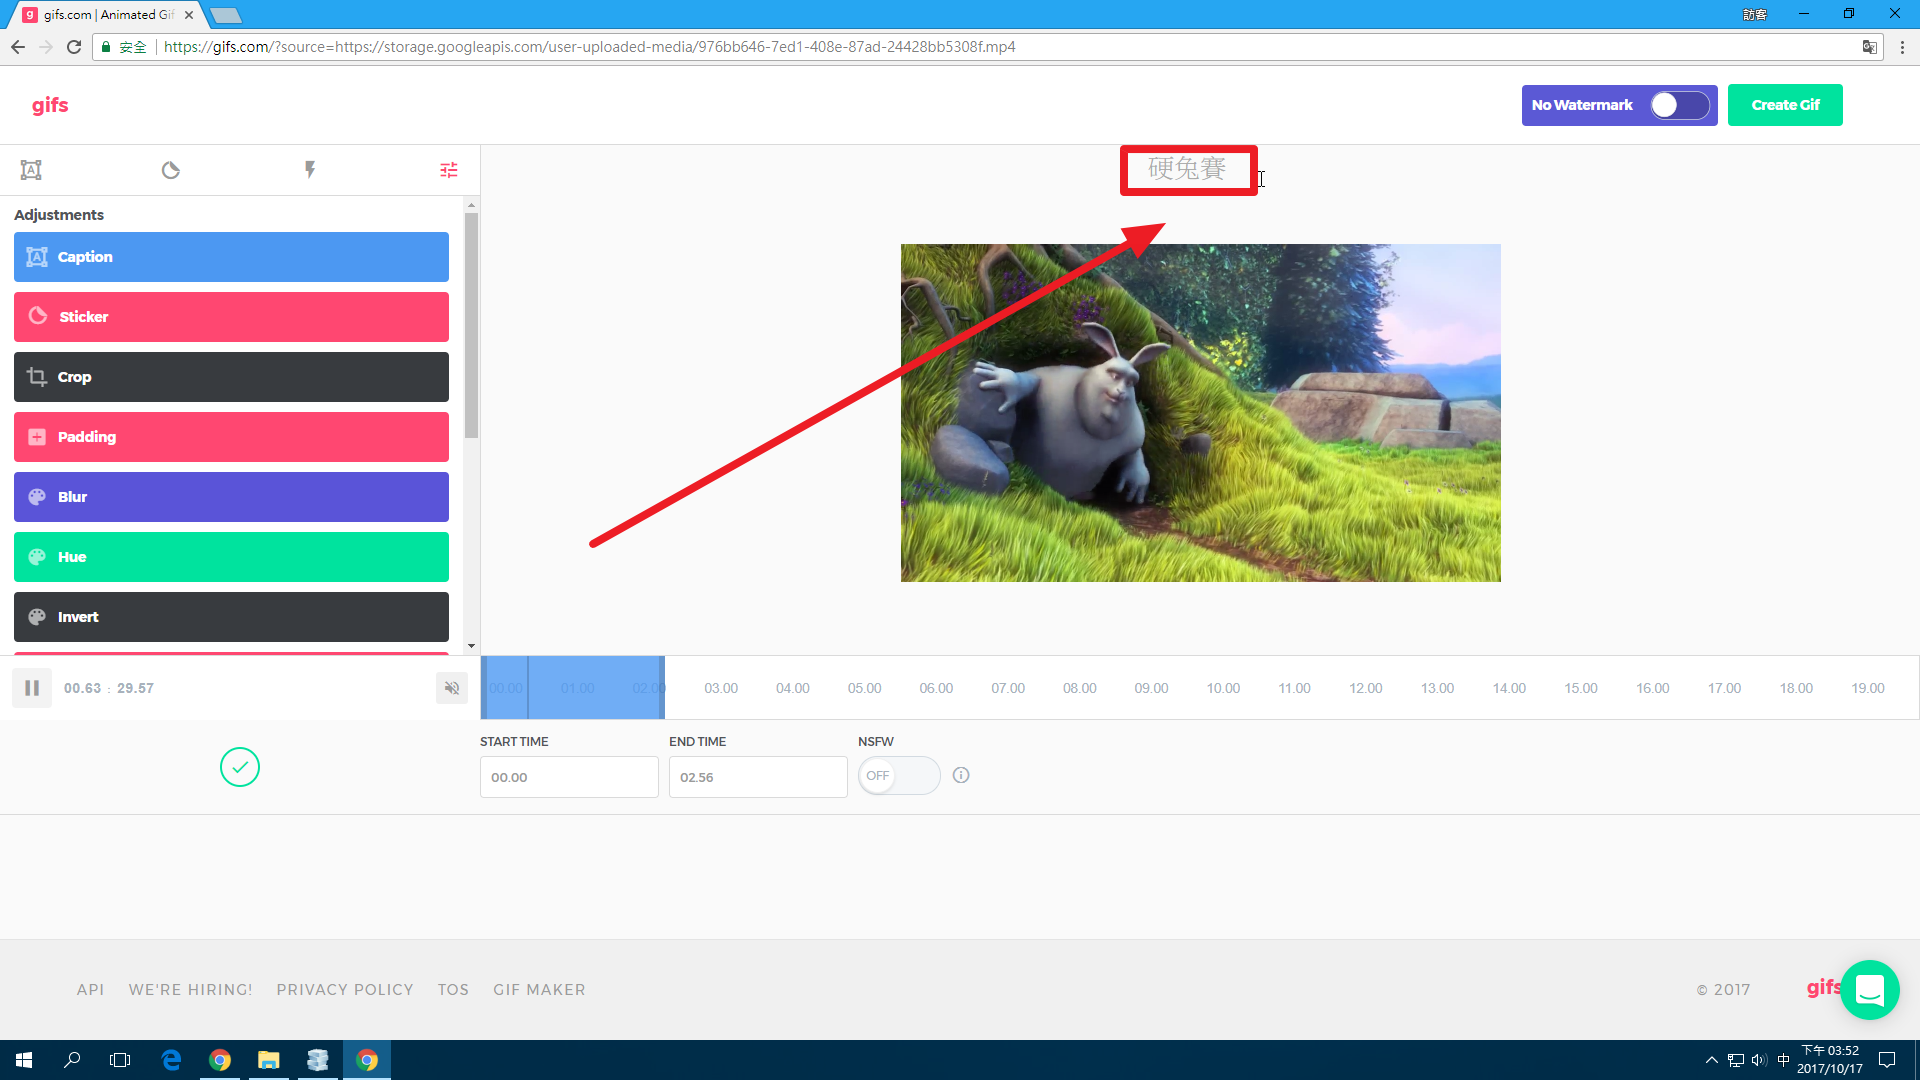 gifs.com | Animated Gif
訪客
安全
https://gifs.com/?source=https://storage.googleapis.com/user-uploaded-media/976bb646-7ed1-408e-87ad-24428bb5308f.mp4
gifs
No Watermark
Create Gif
硬兔賽
Adjustments
Caption
Sticker
Crop
Padding
Blur
Hue
Invert
00.63 : 29.57
00.00 01.00 02.00 03.00 04.00 05.00 06.00 07.00 08.00 09.00 10.00 11.00 12.00 13.00 14.00 15.00 16.00 17.00 18.00 19.00
START TIME END TIME NSFW
00.00 02.56 OFF
API WE'RE HIRING! PRIVACY POLICY TOS GIF MAKER © 2017 gifs
中
下午 03:52
2017/10/17